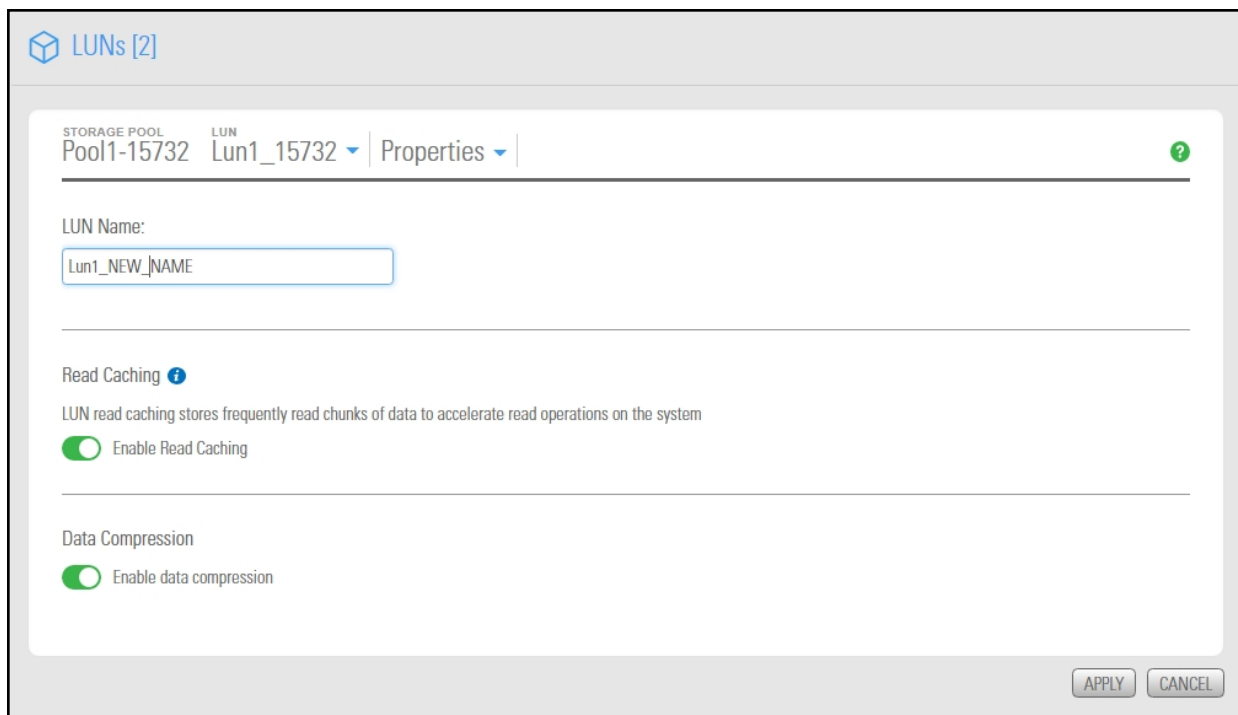 LUNs [2]
STORAGE POOL LUN
Pool1-15732 Lun1_15732 Properties
?
LUN Name:
Lun1_NEW_NAME
Read Caching i
LUN read caching stores frequently read chunks of data to accelerate read operations on the system
Enable Read Caching
Data Compression
Enable data compression
APPLY CANCEL